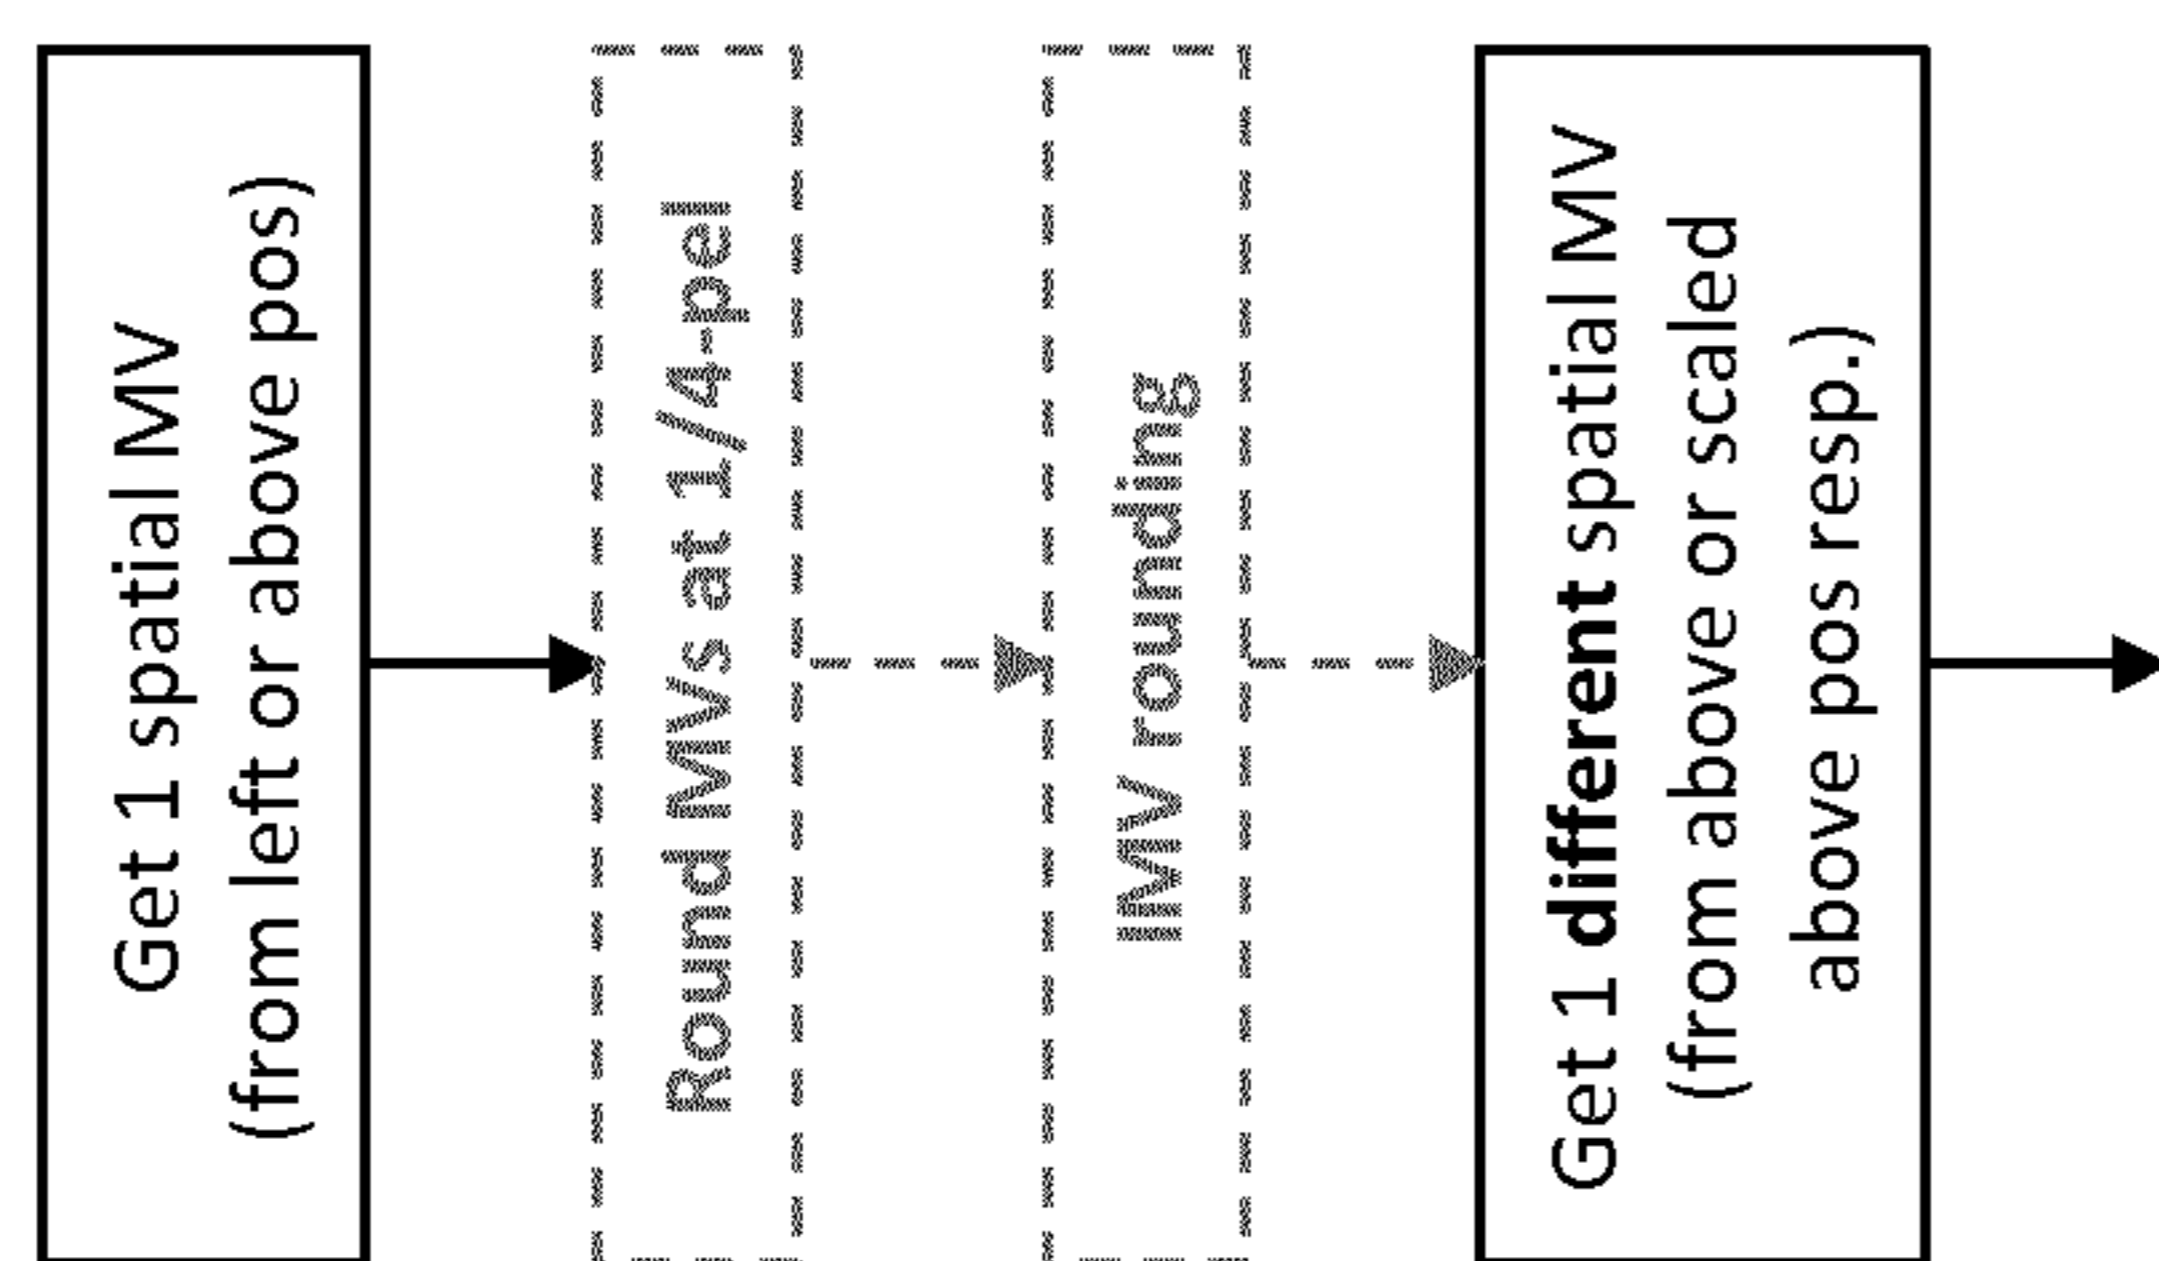 Get 1 spatial MV
(from left or above pos)
Round MVs at 1/4-pel
IMV rounding
Get 1 different spatial MV
(from above or scaled
above pos resp.)